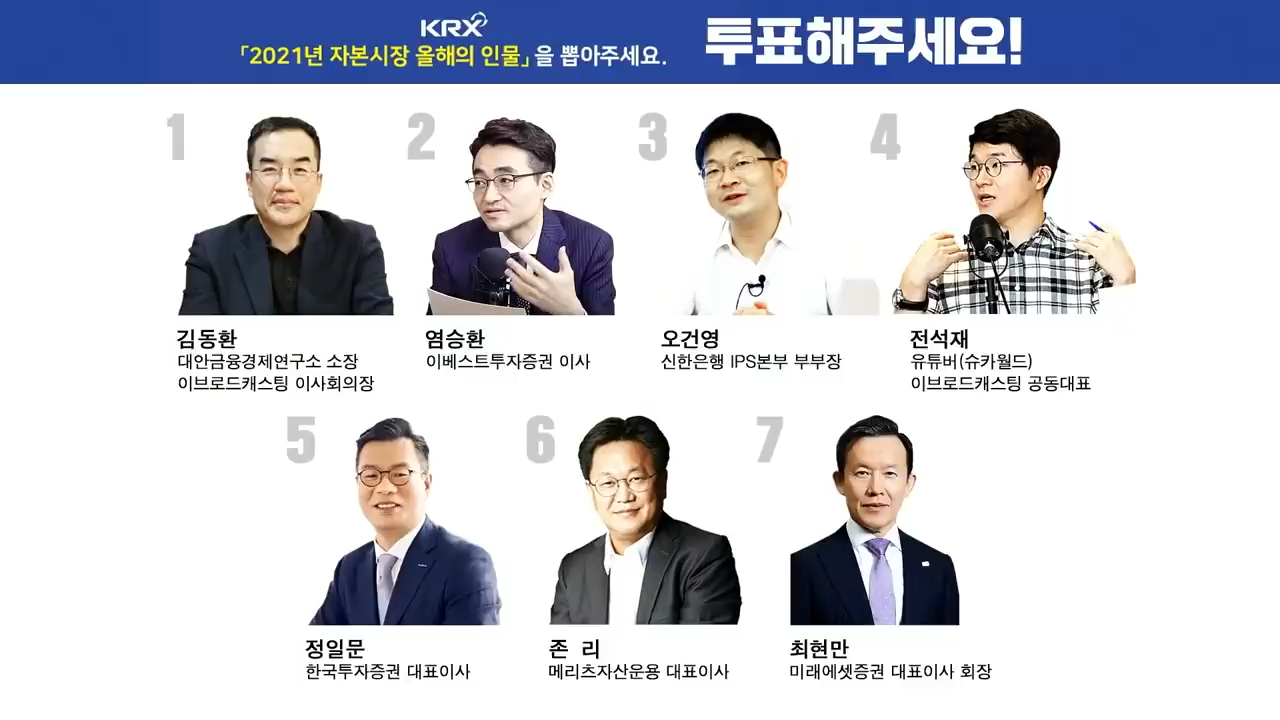 KRX
「2021년 자본시장 올해의 인물」을 뽑아주세요.
투표해주세요!
1
2
3
4
김동환
대안금융경제연구소 소장
이브로드캐스팅 이사회의장
염승환
이베스트투자증권 이사
오건영
신한은행 IPS본부 부부장
전석재
유튜버(슈카월드)
이브로드캐스팅 공동대표
5
6
7
정일문
한국투자증권 대표이사
존 리
메리츠자산운용 대표이사
최현만
미래에셋증권 대표이사 회장